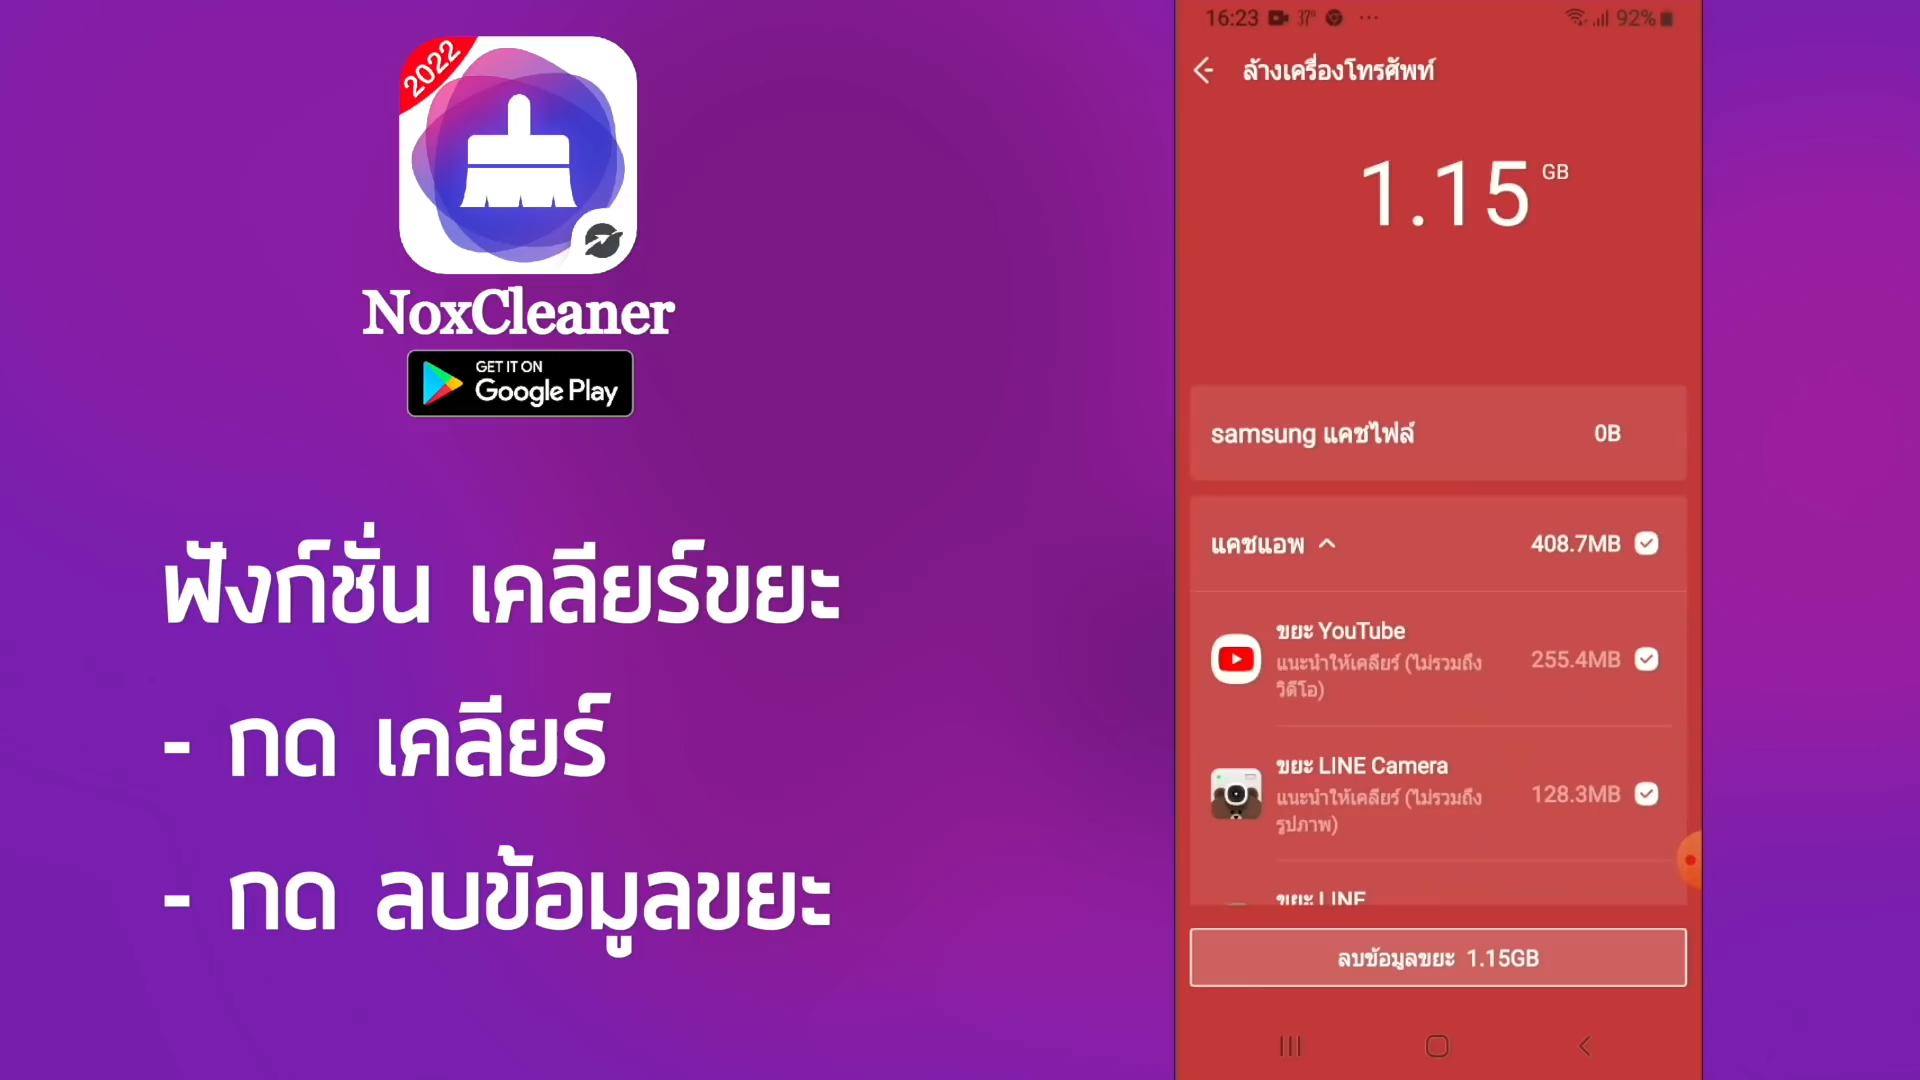 2022
NoxCleaner
GET IT ON
Google Play
ฟังก์ชั่น เคลียร์ขยะ
- กด เคลียร์
- กด ลบข้อมูลขยะ
16:23 37° ··· 92%
ล้างเครื่องโทรศัพท์
1.15 GB
samsung แคชไฟล์ 0B
แคชแอพ 408.7MB
ขยะ YouTube
แนะนำให้เคลียร์ (ไม่รวมถึง
วิดีโอ)
255.4MB
ขยะ LINE Camera
แนะนำให้เคลียร์ (ไม่รวมถึง
รูปภาพ)
128.3MB
ขยะ LINE
ลบข้อมูลขยะ 1.15GB